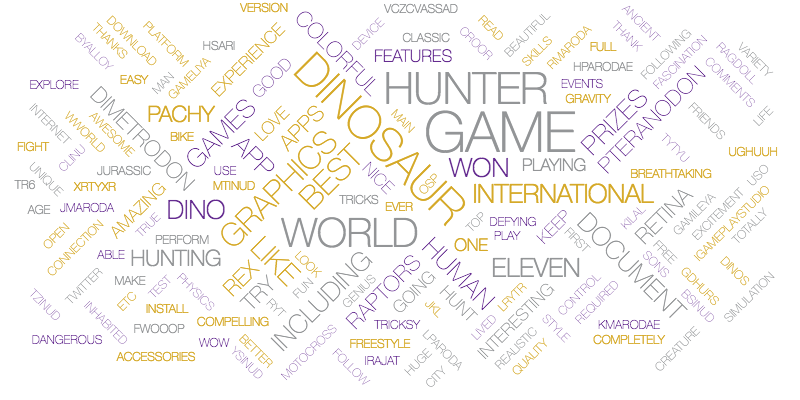 VERSION
VCZCVASSAD
ANCIENT
DOWNLOAD
PLATFORM
HSARI
EXPERIENCE
COLORFUL
DEVICE
CLASSIC
READ
BEAUTIFUL
THANK
THANKS
BYALLOY
GAMELIYA
GOOD
FEATURES
CROOR
SKILLS
RMARODA
FULL
FOLLOWING
FASCINATION
RAGDOLL
VARIETY
COMMENTS
EXPLORE
EASY
MAN
DINOSAUR
HUNTER
HPARODAE
EVENTS
GRAVITY
PRIZES
PTERANODON
LIFE
DIMETRODON
PACHY
GAMES
LOVE
APPS
MAIN
GAME
FRIENDS
INTERNET
WWORLD
AWESOME
BIKE
APP
GRAPHICS
BEST
NICE
WON
PLAYING
YTYU
UGHUUH
FIGHT
CUNU
JURASSIC
UNIQUE
USE
MTINUD
BREATHTAKING
TR6
XRTYXR
TRICKS
GS8
INTERNATIONAL
USO
AGE
JMARODA
AMAZING
DINO
EVER
TOP
DEFYING
PLAY
KEEP
KILAL
RETINA
GAMILEYA
EXCITEMENT
IGAMEPLAYSTUDIO
TOTALLY
OPEN
CONNECTION
TRUE
PERFORM
WORLD
HUMAN
ONE
FIRST
DOCUMENT
FREE
SONS
DINOS
ABLE
HUNTING
REX
LIKE
LOOK
RAPTORS
GOING
ELEVEN
TWITTER
MAKE
TEST
PHYSICS
TRY
FUN
INCLUDING
GENIUS
HUNT
CONTROL
REQUIRED
GDHURS
ESINUD
SIMULATION
TZINUD
INHABITED
ETC
INSTALL
RYT
JKL
RYTR
LIVED
INTERESTING
STYLE
DANGEROUS
FWOOOP
COMPELLING
TRICKSY
KMARODAE
COMPLETELY
ACCESSORIES
WOW
YSINUD
BETTER
MOTOCROSS
FREESTYLE
FOLLOW
IRAJAT
HUGE
LPARODA
CITY
REALISTIC
QUALITY
CREATURE